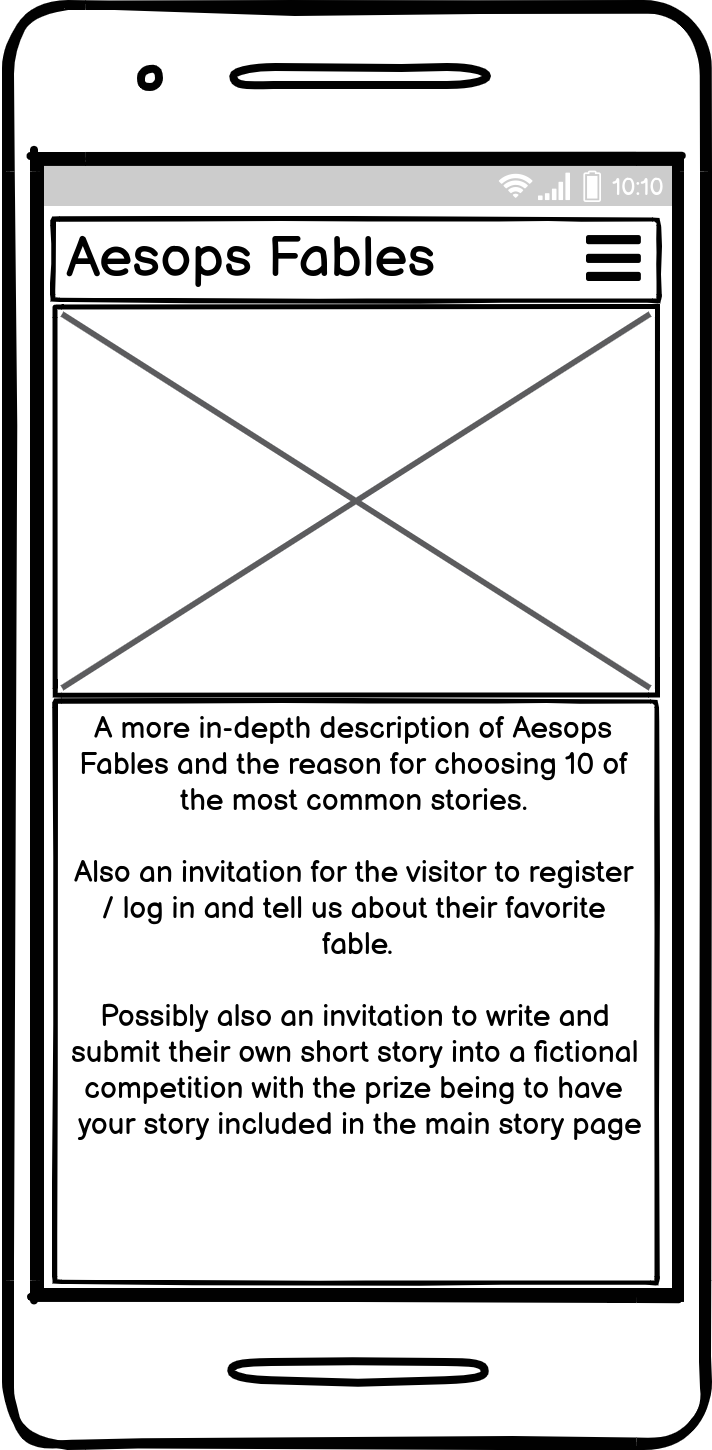 10:10
Aesops Fables
A more in-depth description of Aesops
Fables and the reason for choosing 10 of
the most common stories.
Also an invitation for the visitor to register
/ log in and tell us about their favorite
fable.
Possibly also an invitation to write and
submit their own short story into a fictional
competition with the prize being to have
your story included in the main story page